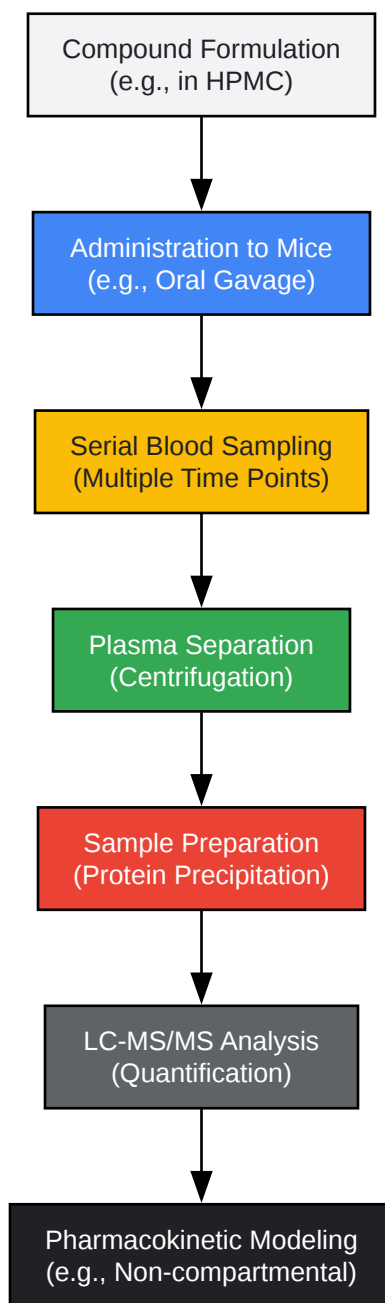 Compound Formulation
(e.g., in HPMC)
Administration to Mice
(e.g., Oral Gavage)
Serial Blood Sampling
(Multiple Time Points)
Plasma Separation
(Centrifugation)
Sample Preparation
(Protein Precipitation)
LC-MS/MS Analysis
(Quantification)
Pharmacokinetic Modeling
(e.g., Non-compartmental)